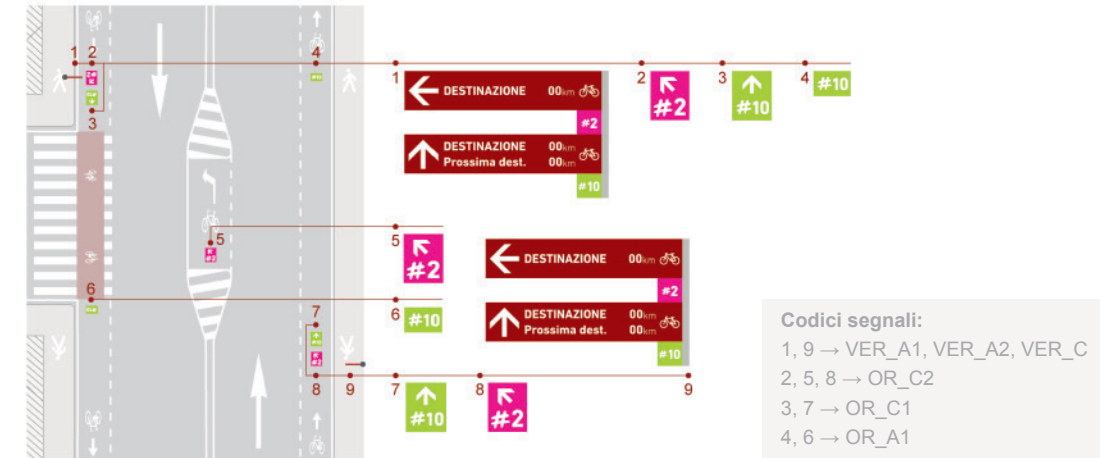 1 2
4
1
2
3
4
DESTINAZIONE 00km
#2
#10
#10
#2
DESTINAZIONE 00km
Prossima dest. 00km
#10
3
5
5
#2
DESTINAZIONE 00km
#2
6
6
#10
7
DESTINAZIONE 00km
Prossima dest. 00km
#10
8 9
7
8
9
#10
#2
Codici segnali:
1, 9 → VER_A1, VER_A2, VER_C
2, 5, 8 → OR_C2
3, 7 → OR_C1
4, 6 → OR_A1